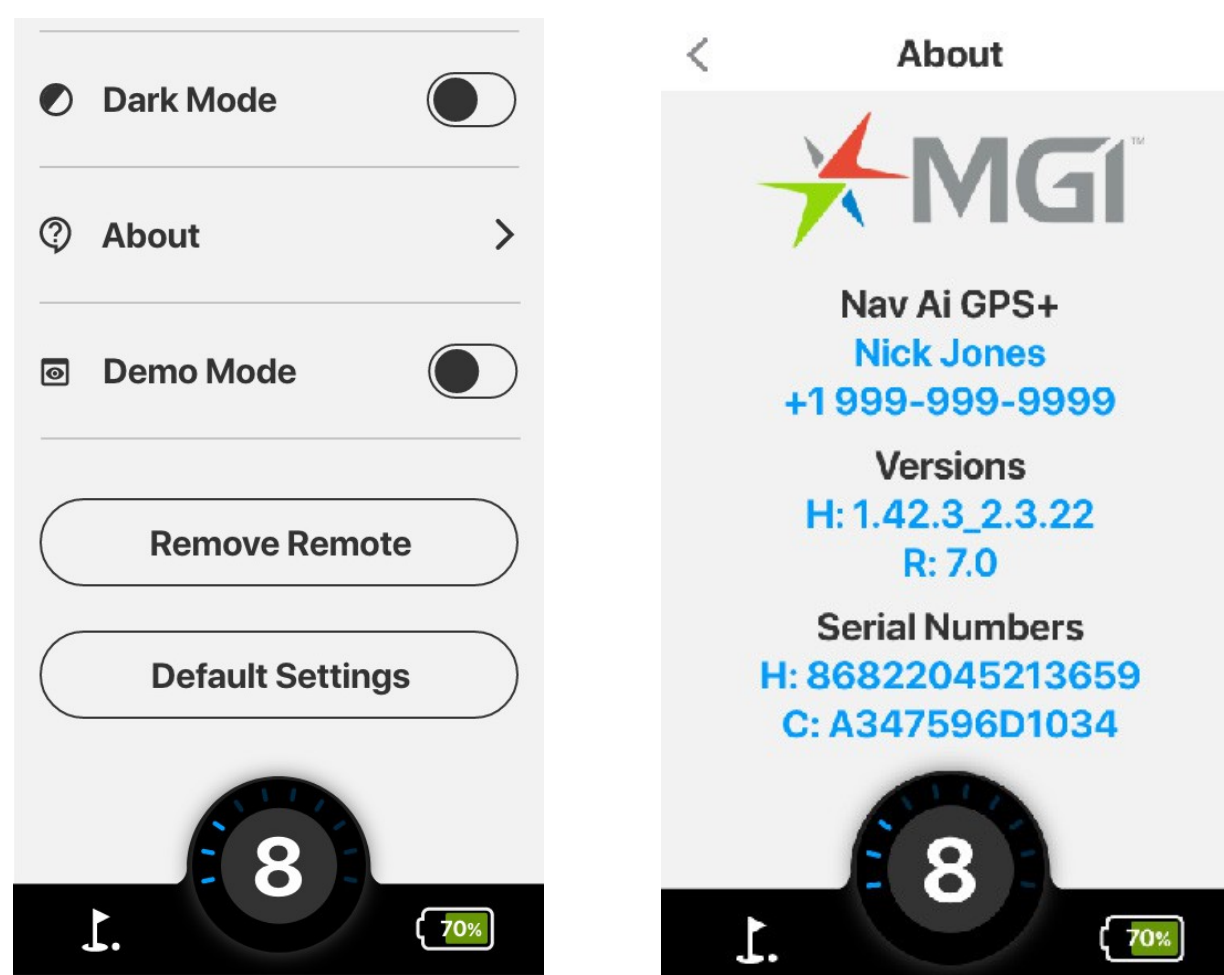 Dark Mode
About
Demo Mode
Remove Remote
Default Settings
8
70%
About
MGI™
Nav Ai GPS+
Nick Jones
+1 999-999-9999
Versions
H: 1.42.3_2.3.22
R: 7.0
Serial Numbers
H: 86822045213659
C: A347596D1034
8
70%